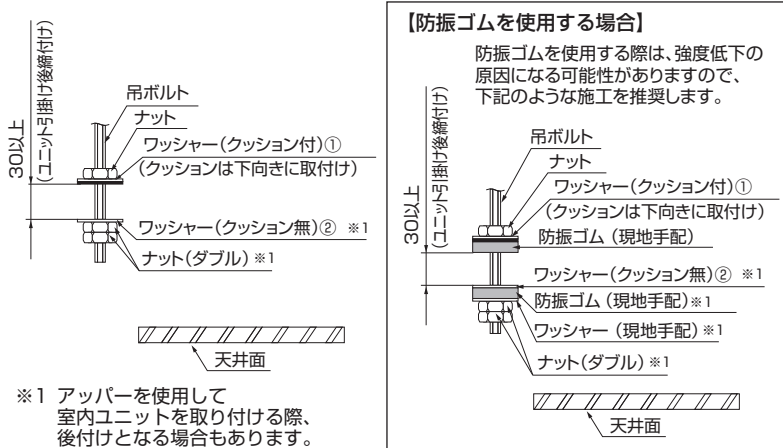 30以上
(ユニット引掛け後締付け)
吊ボルト
ナット
ワッシャー(クッション付)①
(クッションは下向きに取付け)
ワッシャー(クッション無)② ※1
ナット(ダブル)※1
天井面
※1 アッパーを使用して
室内ユニットを取り付ける際、
後付けとなる場合もあります。
【防振ゴムを使用する場合】
防振ゴムを使用する際は、強度低下の
原因になる可能性がありますので、
下記のような施工を推奨します。
30以上
(ユニット引掛け後締付け)
吊ボルト
ナット
ワッシャー(クッション付)①
(クッションは下向きに取付け)
防振ゴム(現地手配)
ワッシャー(クッション無)② ※1
防振ゴム(現地手配)※1
ワッシャー(現地手配)※1
ナット(ダブル)※1
天井面